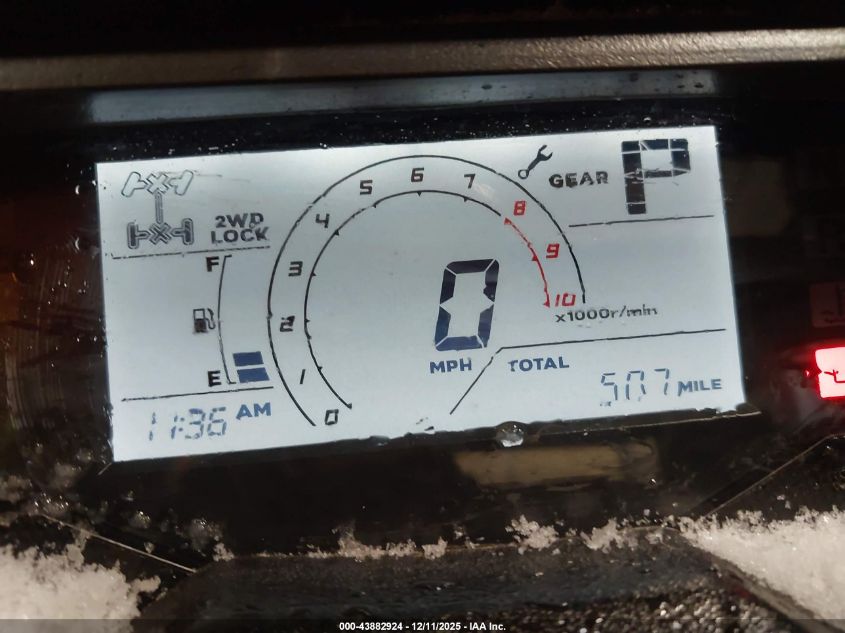 2WD
LOCK
F
E
11:36 AM
0
1
2
3
4
5
6
7
8
9
10
x1000r/min
0
MPH
GEAR P
TOTAL
507 MILE
000-43882924 - 12/11/2025 - IAA Inc.